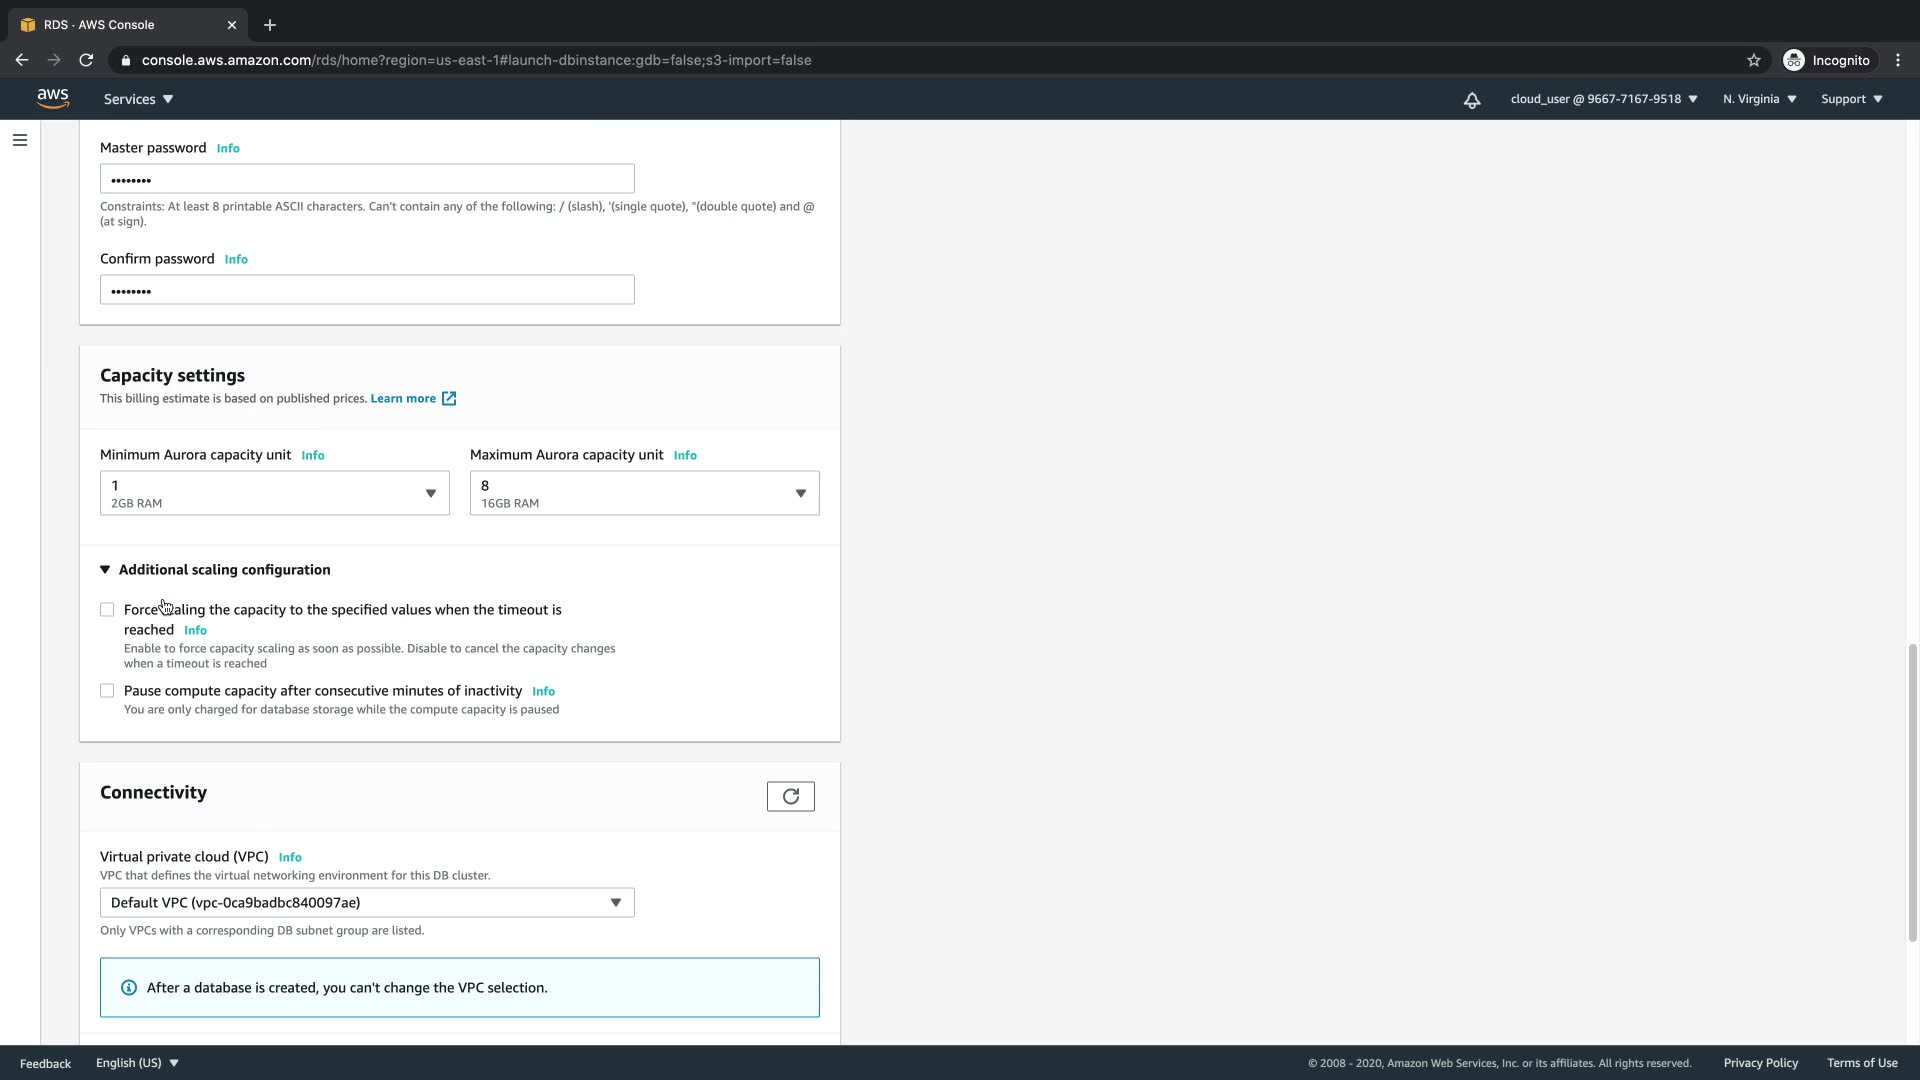 RDS · AWS Console
console.aws.amazon.com/rds/home?region=us-east-1#launch-dbinstance:gdb=false;s3-import=false
Incognito
aws
Services
cloud_user @ 9667-7167-9518
N. Virginia
Support
Master password Info
••••••••
Constraints: At least 8 printable ASCII characters. Can't contain any of the following: / (slash), '(single quote), "(double quote) and @
(at sign).
Confirm password Info
••••••••
Capacity settings
This billing estimate is based on published prices. Learn more
Minimum Aurora capacity unit Info
Maximum Aurora capacity unit Info
1
2GB RAM
8
16GB RAM
Additional scaling configuration
Force scaling the capacity to the specified values when the timeout is
reached Info
Enable to force capacity scaling as soon as possible. Disable to cancel the capacity changes
when a timeout is reached
Pause compute capacity after consecutive minutes of inactivity Info
You are only charged for database storage while the compute capacity is paused
Connectivity
Virtual private cloud (VPC) Info
VPC that defines the virtual networking environment for this DB cluster.
Default VPC (vpc-0ca9badbc840097ae)
Only VPCs with a corresponding DB subnet group are listed.
After a database is created, you can't change the VPC selection.
Feedback
English (US)
© 2008 - 2020, Amazon Web Services, Inc. or its affiliates. All rights reserved.
Privacy Policy
Terms of Use